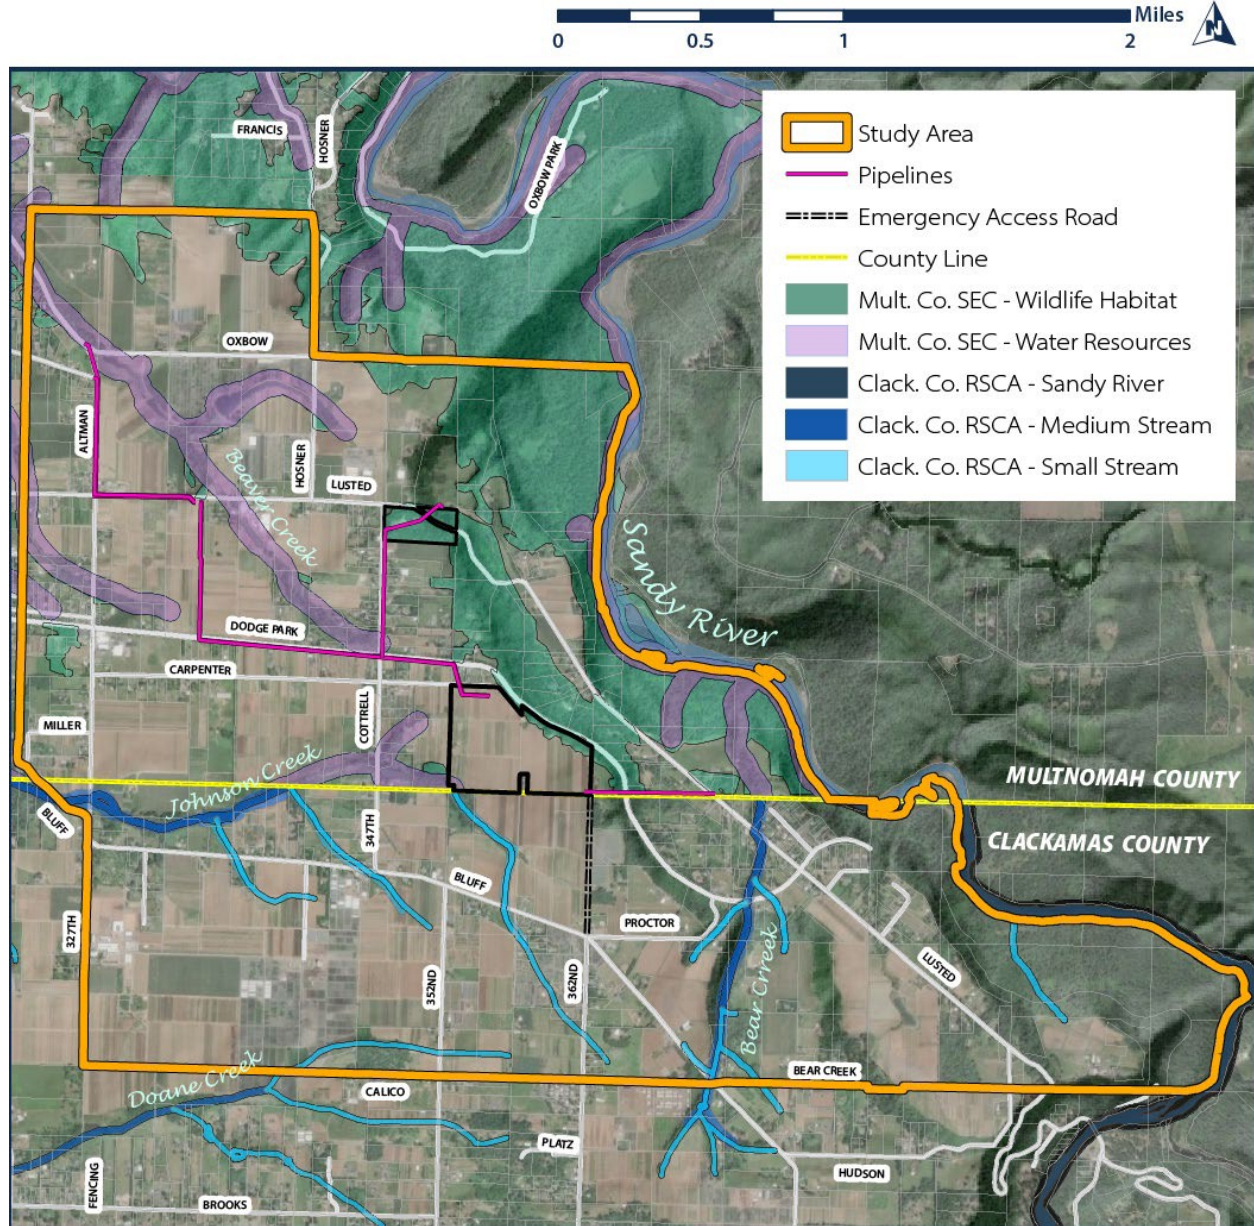 Miles
N
0 0.5 1 2
Study Area
Pipelines
Emergency Access Road
County Line
Mult. Co. SEC - Wildlife Habitat
Mult. Co. SEC - Water Resources
Clack. Co. RSCA - Sandy River
Clack. Co. RSCA - Medium Stream
Clack. Co. RSCA - Small Stream
FRANCIS
HOSNER
OXBOW PARK
OXBOW
ALTMAN
HOSNER
LUSTED
Beaver Creek
Sandy River
DODGE PARK
CARPENTER
COTTRELL
MILLER
Johnson Creek
MULTNOMAH COUNTY
CLACKAMAS COUNTY
BLUFF
347TH
BLUFF
327TH
PROCTOR
LUSTED
352ND
362ND
Bear Creek
BEAR CREEK
Doane Creek
CALICO
PLATZ
HUDSON
FENCING
BROOKS